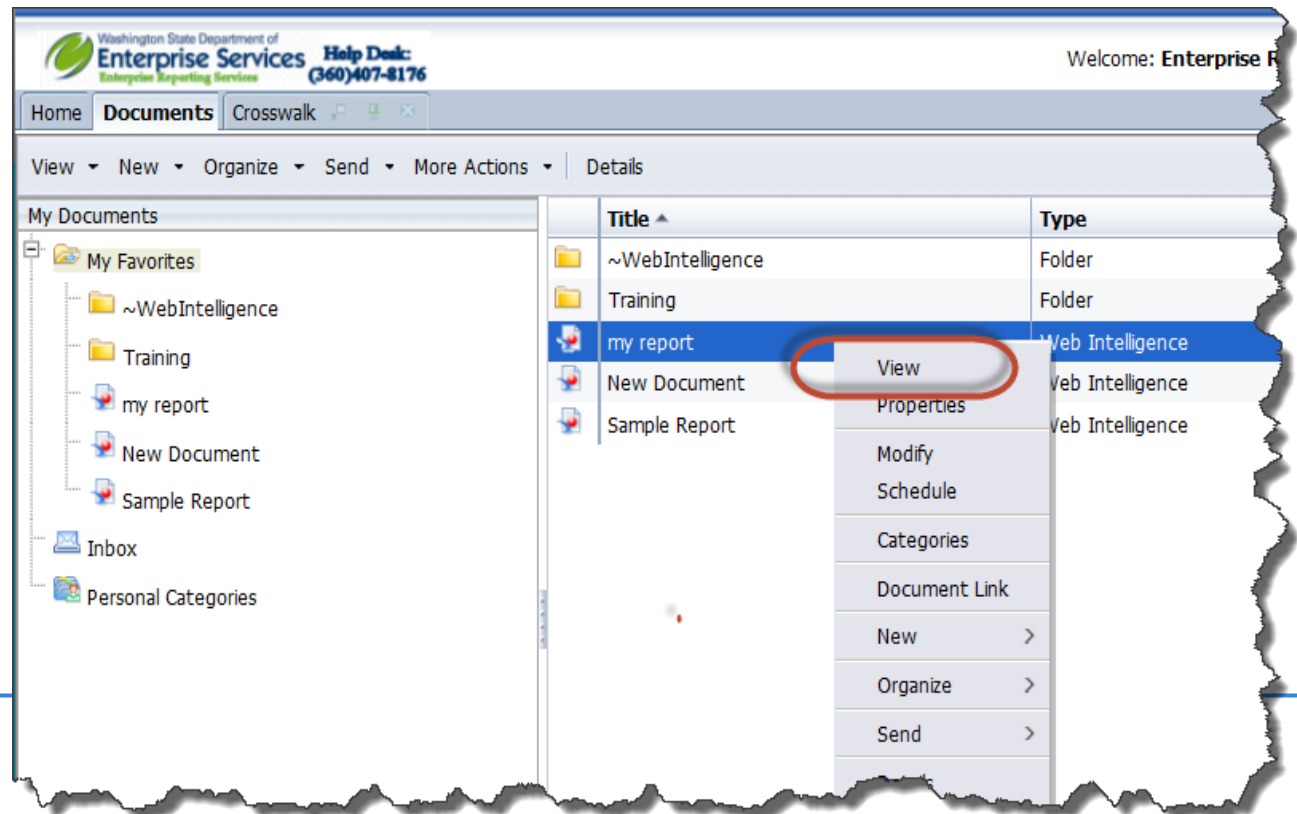 Washington State Department of
Enterprise Services
Enterprise Reporting Services
Help Desk:
(360)407-8176
Welcome: Enterprise R
Home Documents Crosswalk
View New Organize Send More Actions Details
My Documents
My Favorites
~WebIntelligence
Training
my report
New Document
Sample Report
Inbox
Personal Categories
Title Type
~WebIntelligence Folder
Training Folder
my report Web Intelligence
New Document Web Intelligence
Sample Report Web Intelligence
View
Properties
Modify
Schedule
Categories
Document Link
New
Organize
Send
Details